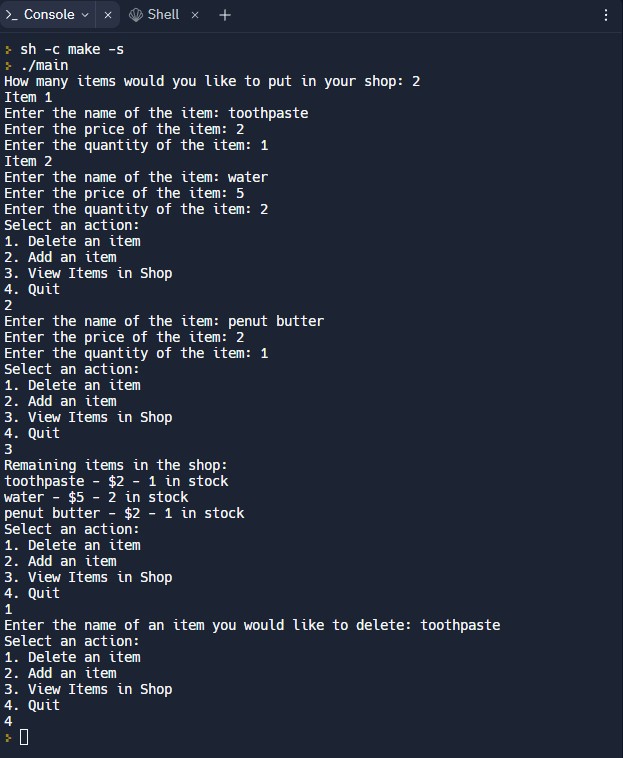 Console
Shell
sh -c make -s
./main
How many items would you like to put in your shop: 2
Item 1
Enter the name of the item: toothpaste
Enter the price of the item: 2
Enter the quantity of the item: 1
Item 2
Enter the name of the item: water
Enter the price of the item: 5
Enter the quantity of the item: 2
Select an action:
1. Delete an item
2. Add an item
3. View Items in Shop
4. Quit
2
Enter the name of the item: penut butter
Enter the price of the item: 2
Enter the quantity of the item: 1
Select an action:
1. Delete an item
2. Add an item
3. View Items in Shop
4. Quit
3
Remaining items in the shop:
toothpaste - $2 - 1 in stock
water - $5 - 2 in stock
penut butter - $2 - 1 in stock
Select an action:
1. Delete an item
2. Add an item
3. View Items in Shop
4. Quit
1
Enter the name of an item you would like to delete: toothpaste
Select an action:
1. Delete an item
2. Add an item
3. View Items in Shop
4. Quit
4